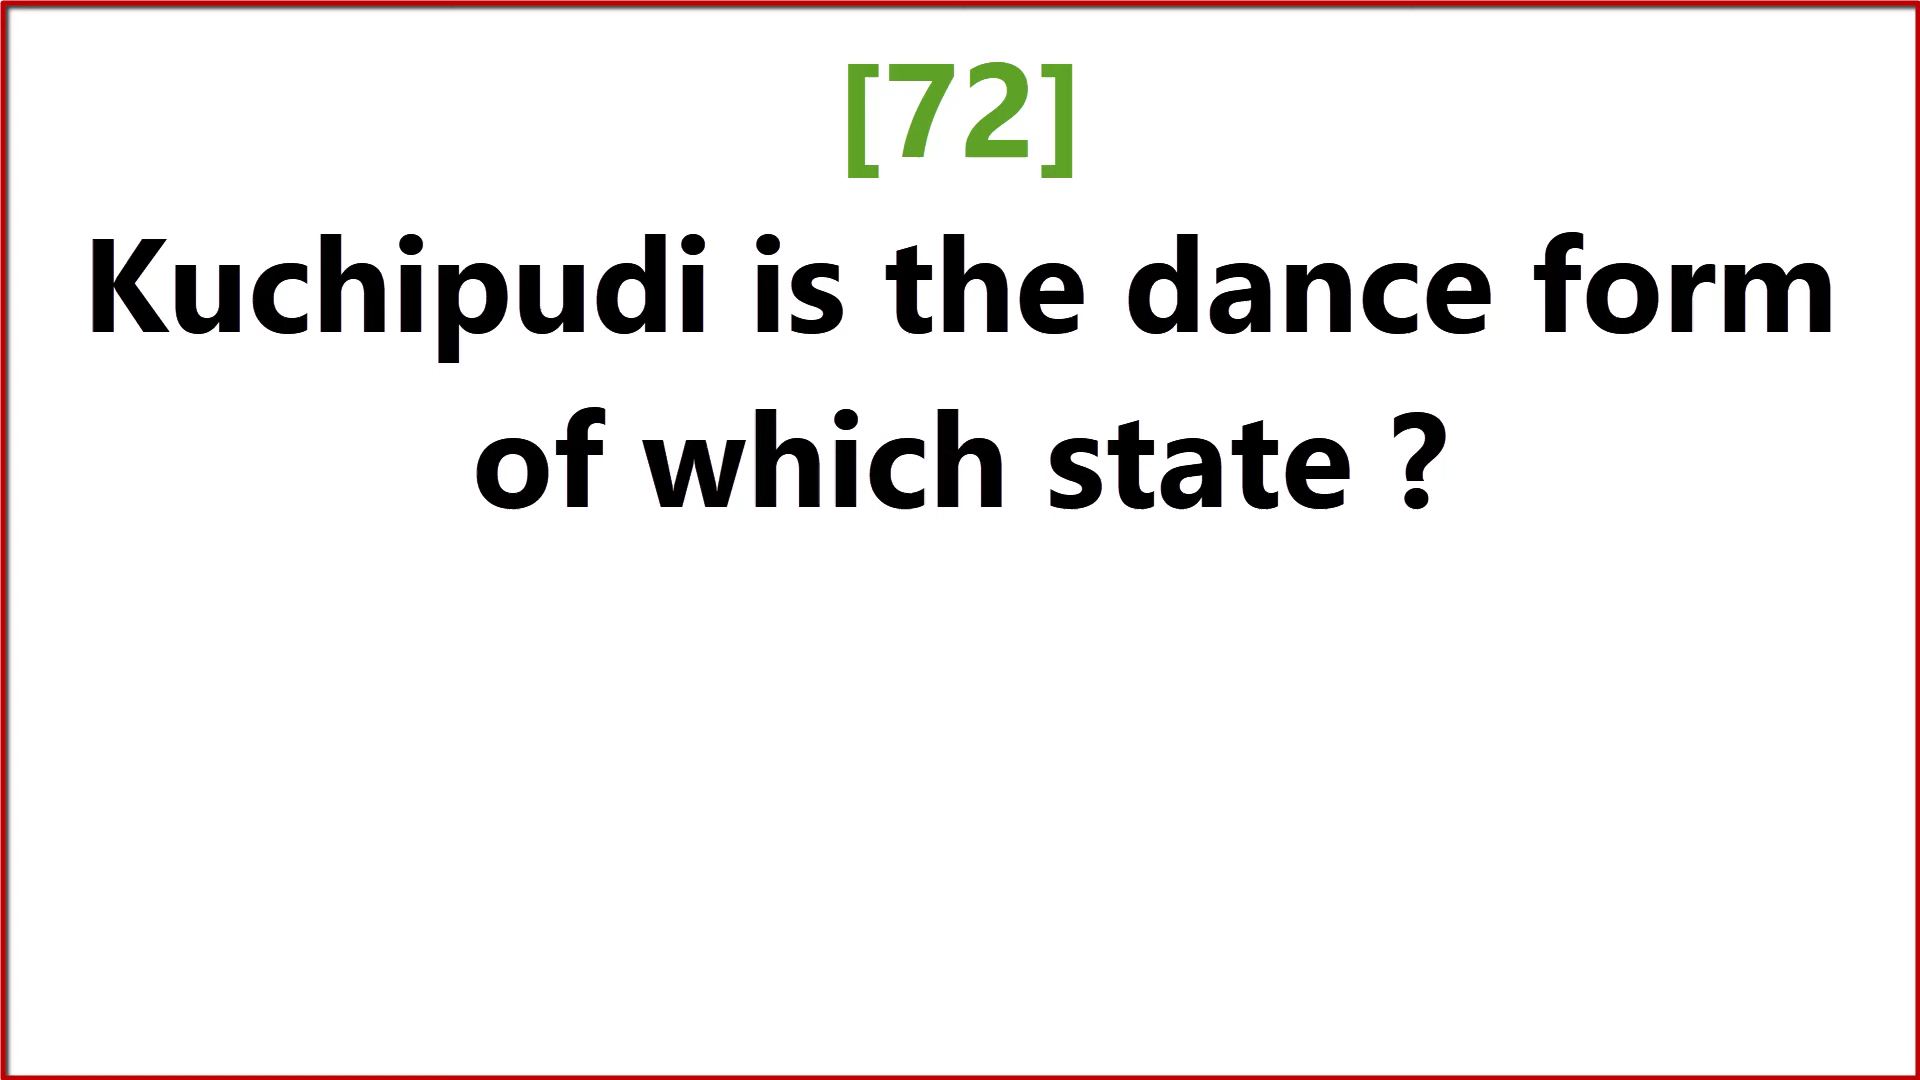 [72]
Kuchipudi is the dance form
of which state ?